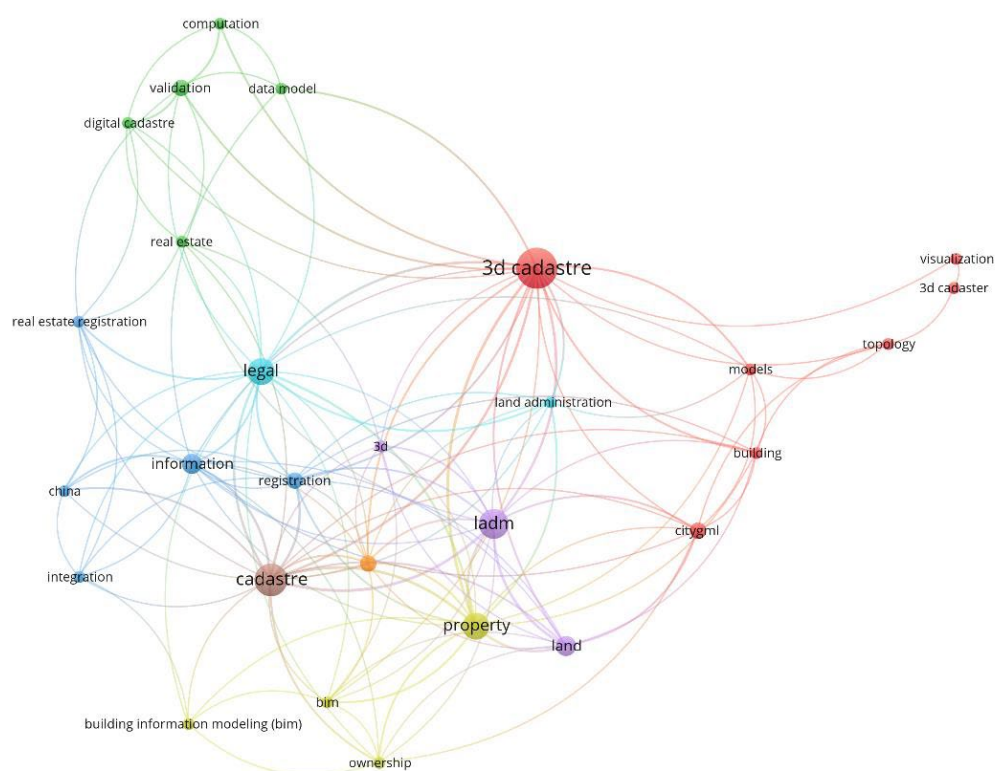 computation
validation
data model
digital cadastre
real estate
3d cadastre
visualization
3d cadaster
real estate registration
topology
legal
models
land administration
3d
building
information
registration
china
ladm
citygml
integration
cadastre
property
land
bim
building information modeling (bim)
ownership